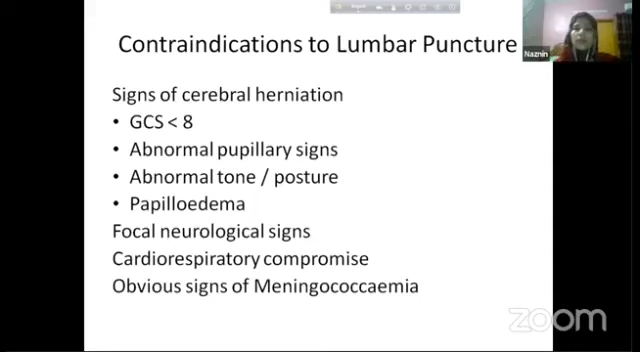 Contraindications to Lumbar Puncture
Naznin
Signs of cerebral herniation
• GCS < 8
• Abnormal pupillary signs
• Abnormal tone / posture
• Papilloedema
Focal neurological signs
Cardiorespiratory compromise
Obvious signs of Meningococcaemia
zoom